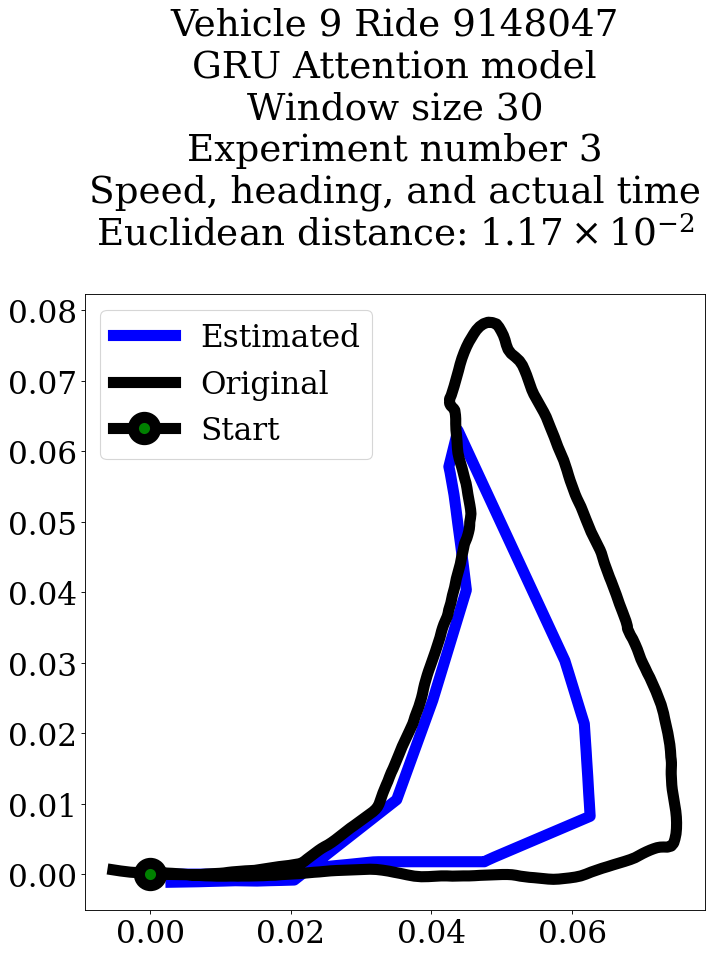 Vehicle 9 Ride 9148047
GRU Attention model
Window size 30
Experiment number 3
Speed, heading, and actual time
Euclidean distance: 1.17 × 10⁻²
Estimated
Original
Start
0.08
0.07
0.06
0.05
0.04
0.03
0.02
0.01
0.00
0.00 0.02 0.04 0.06